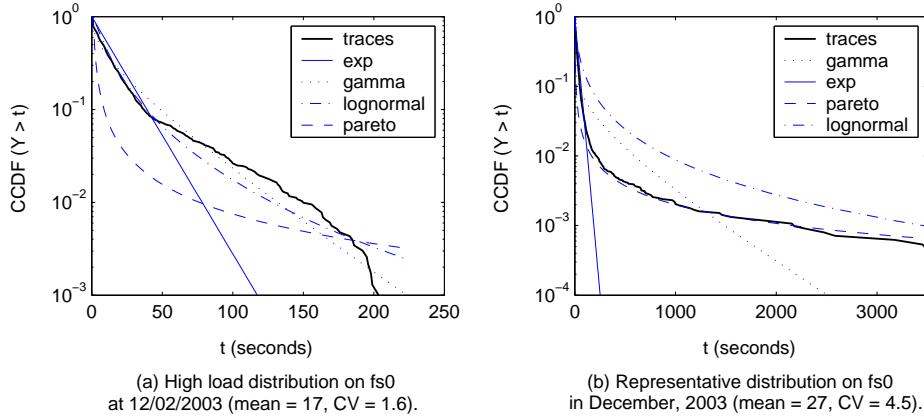 10^0
10^-1
10^-2
10^-3
CCDF (Y > t)
traces
exp
gamma
lognormal
pareto
0 50 100 150 200 250
t (seconds)
(a) High load distribution on fs0
at 12/02/2003 (mean = 17, CV = 1.6).
10^0
10^-1
10^-2
10^-3
10^-4
CCDF (Y > t)
traces
gamma
exp
pareto
lognormal
0 1000 2000 3000
t (seconds)
(b) Representative distribution on fs0
in December, 2003 (mean = 27, CV = 4.5).